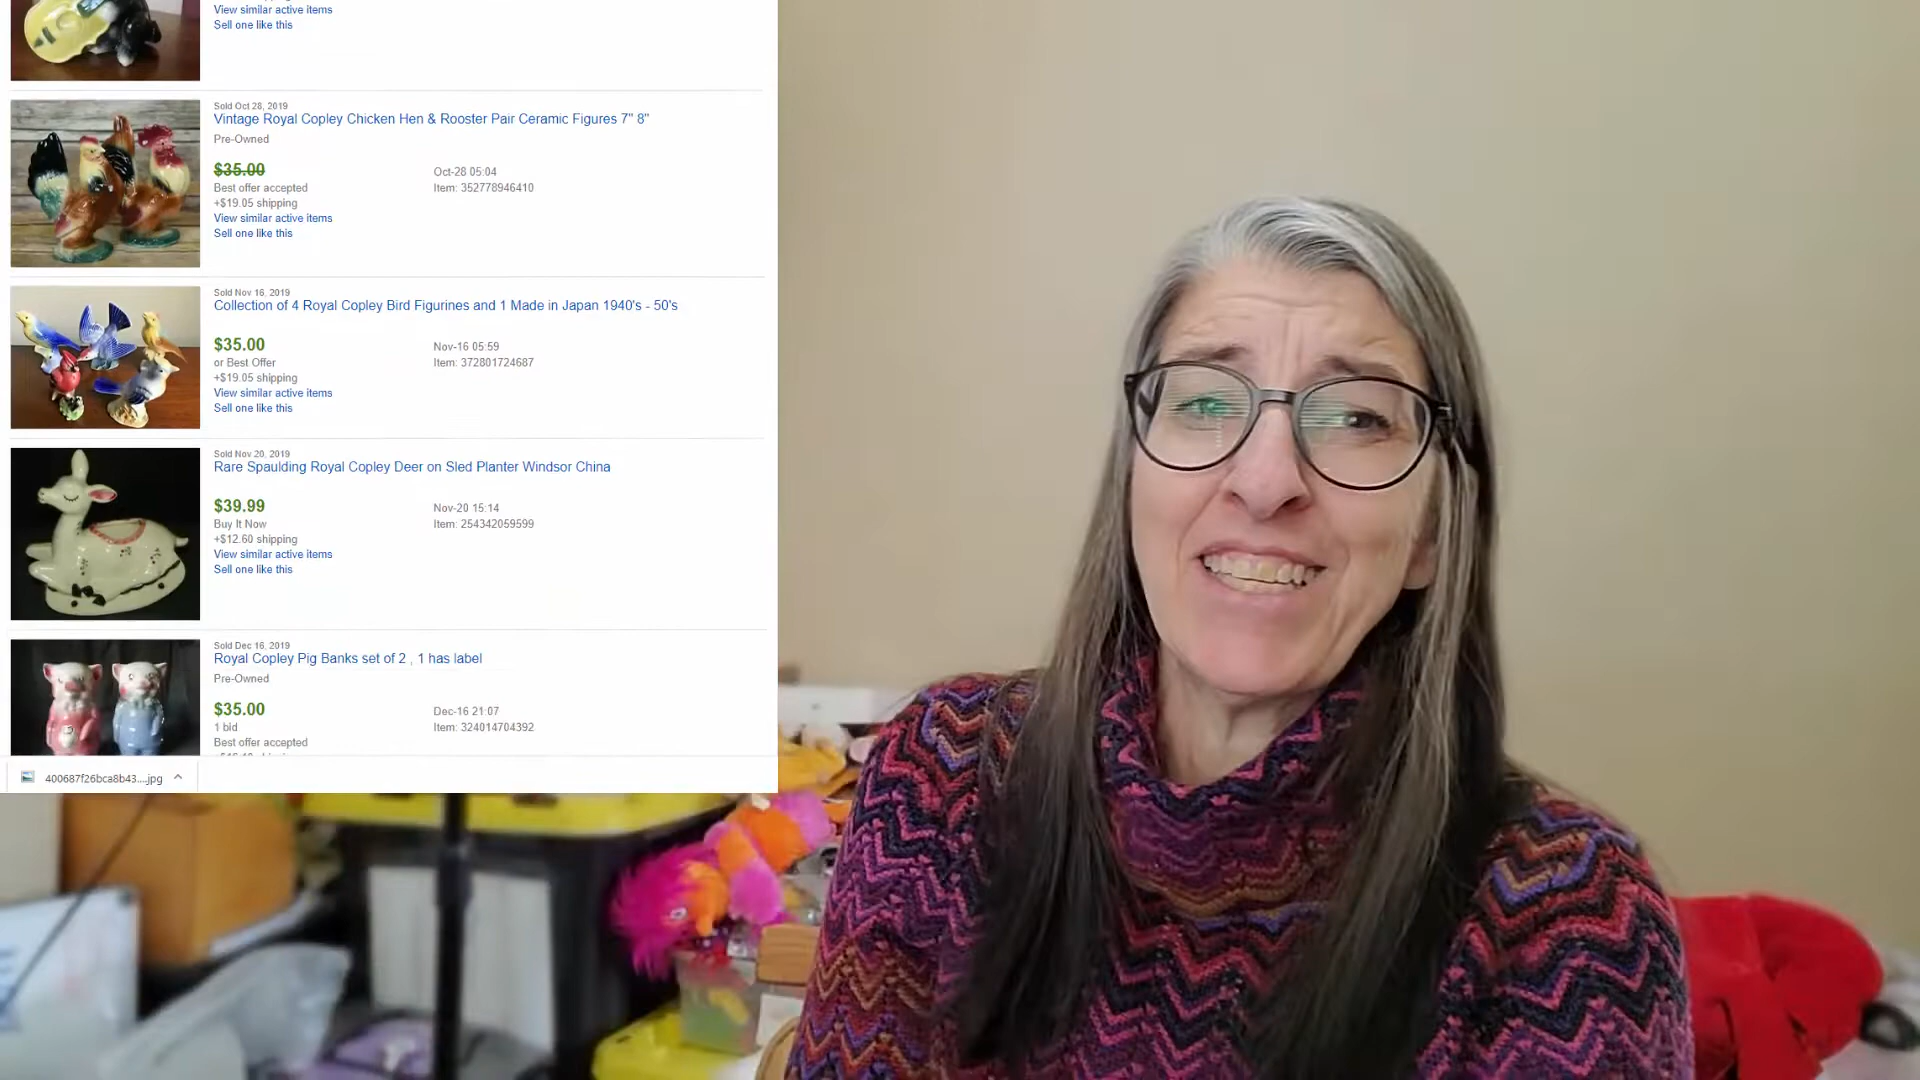 View similar active items
Sell one like this
Sold Oct 28, 2019
Vintage Royal Copley Chicken Hen & Rooster Pair Ceramic Figures 7" 8"
Pre-Owned
$35.00
Oct-28 05:04
Best offer accepted
Item: 352778946410
+$19.05 shipping
View similar active items
Sell one like this
Sold Nov 16, 2019
Collection of 4 Royal Copley Bird Figurines and 1 Made in Japan 1940's - 50's
$35.00
Nov-16 05:59
or Best Offer
Item: 372801724687
+$19.05 shipping
View similar active items
Sell one like this
Sold Nov 20, 2019
Rare Spaulding Royal Copley Deer on Sled Planter Windsor China
$39.99
Nov-20 15:14
Buy It Now
Item: 254342059599
+$12.60 shipping
View similar active items
Sell one like this
Sold Dec 16, 2019
Royal Copley Pig Banks set of 2 , 1 has label
Pre-Owned
$35.00
Dec-16 21:07
1 bid
Item: 324014704392
Best offer accepted
400687f26bca8b43....jpg